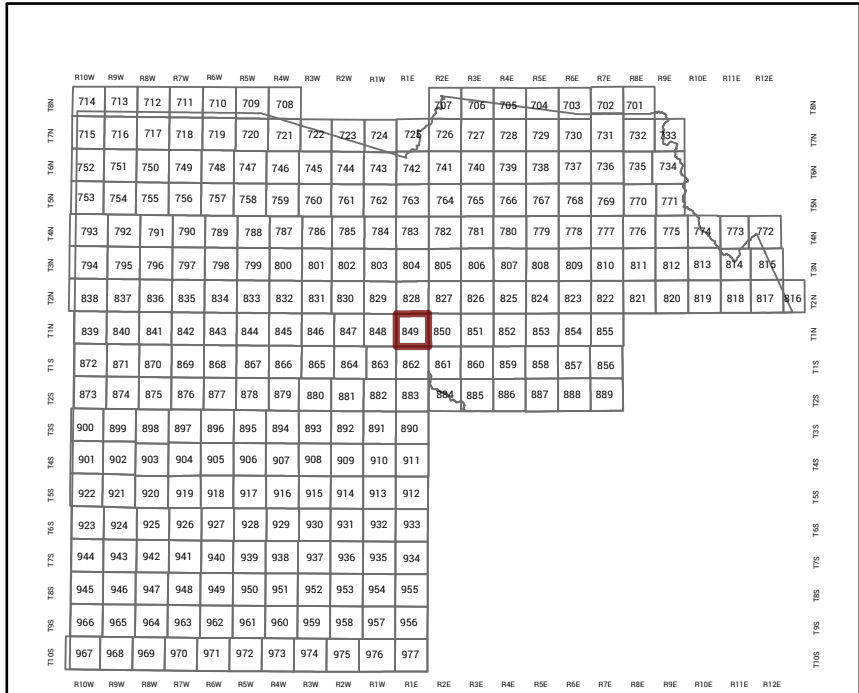 R10W R9W R8W R7W R6W R5W R4W R3W R2W R1W R1E R2E R3E R4E R5E R6E R7E R8E R9E R10E R11E R12E
T8N 714 713 712 711 710 709 708 707 706 705 704 703 702 701 T8N
T7N 715 716 717 718 719 720 721 722 723 724 725 726 727 728 729 730 731 732 733 T7N
T6N 752 751 750 749 748 747 746 745 744 743 742 741 740 739 738 737 736 735 734 T6N
T5N 753 754 755 756 757 758 759 760 761 762 763 764 765 766 767 768 769 770 771 T5N
T4N 793 792 791 790 789 788 787 786 785 784 783 782 781 780 779 778 777 776 775 774 773 772 T4N
T3N 794 795 796 797 798 799 800 801 802 803 804 805 806 807 808 809 810 811 812 813 814 815 T3N
T2N 838 837 836 835 834 833 832 831 830 829 828 827 826 825 824 823 822 821 820 819 818 817 816 T2N
T1N 839 840 841 842 843 844 845 846 847 848 849 850 851 852 853 854 855 T1N
T1S 872 871 870 869 868 867 866 865 864 863 862 861 860 859 858 857 856 T1S
T2S 873 874 875 876 877 878 879 880 881 882 883 884 885 886 887 888 889 T2S
T3S 900 899 898 897 896 895 894 893 892 891 890 T3S
T4S 901 902 903 904 905 906 907 908 909 910 911 T4S
T5S 922 921 920 919 918 917 916 915 914 913 912 T5S
T6S 923 924 925 926 927 928 929 930 931 932 933 T6S
T7S 944 943 942 941 940 939 938 937 936 935 934 T7S
T8S 945 946 947 948 949 950 951 952 953 954 955 T8S
T9S 966 965 964 963 962 961 960 959 958 957 956 T9S
T10S 967 968 969 970 971 972 973 974 975 976 977 T10S
R10W R9W R8W R7W R6W R5W R4W R3W R2W R1W R1E R2E R3E R4E R5E R6E R7E R8E R9E R10E R11E R12E